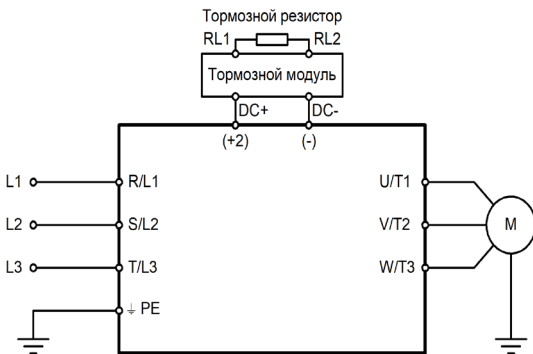 Тормозной резистор
RL1 RL2
Тормозной модуль
DC+ DC-
(+2) (-)
L1 R/L1 U/T1
L2 S/L2 V/T2 M
L3 T/L3 W/T3
PE